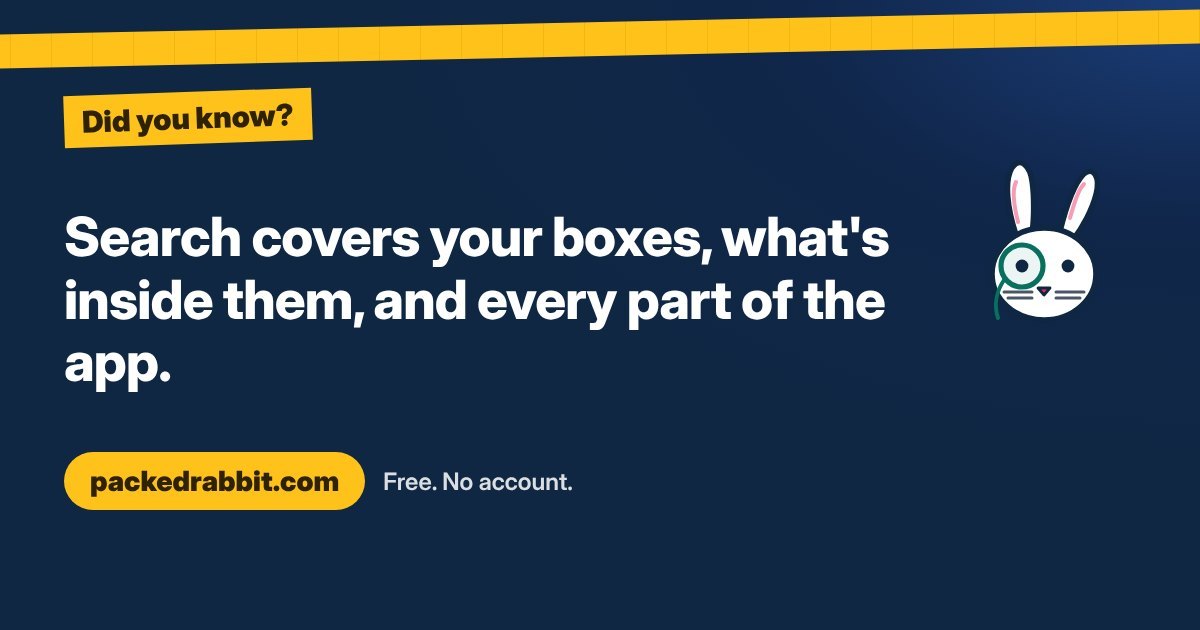 Did you know?
Search covers your boxes, what's
inside them, and every part of the
app.
packedrabbit.com
Free. No account.